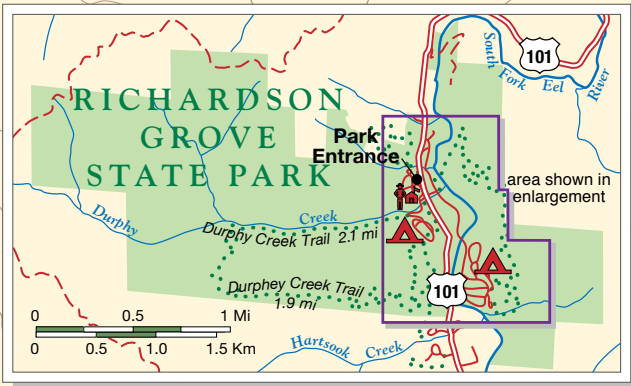 RICHARDSON
GROVE
STATE PARK
101
South Fork Eel River
Park
Entrance
area shown in
enlargement
Durphy Creek
Durphy Creek Trail 2.1 mi
Durphey Creek Trail
1.9 mi
101
0 0.5 1 Mi
0 0.5 1.0 1.5 Km
Hartsook Creek